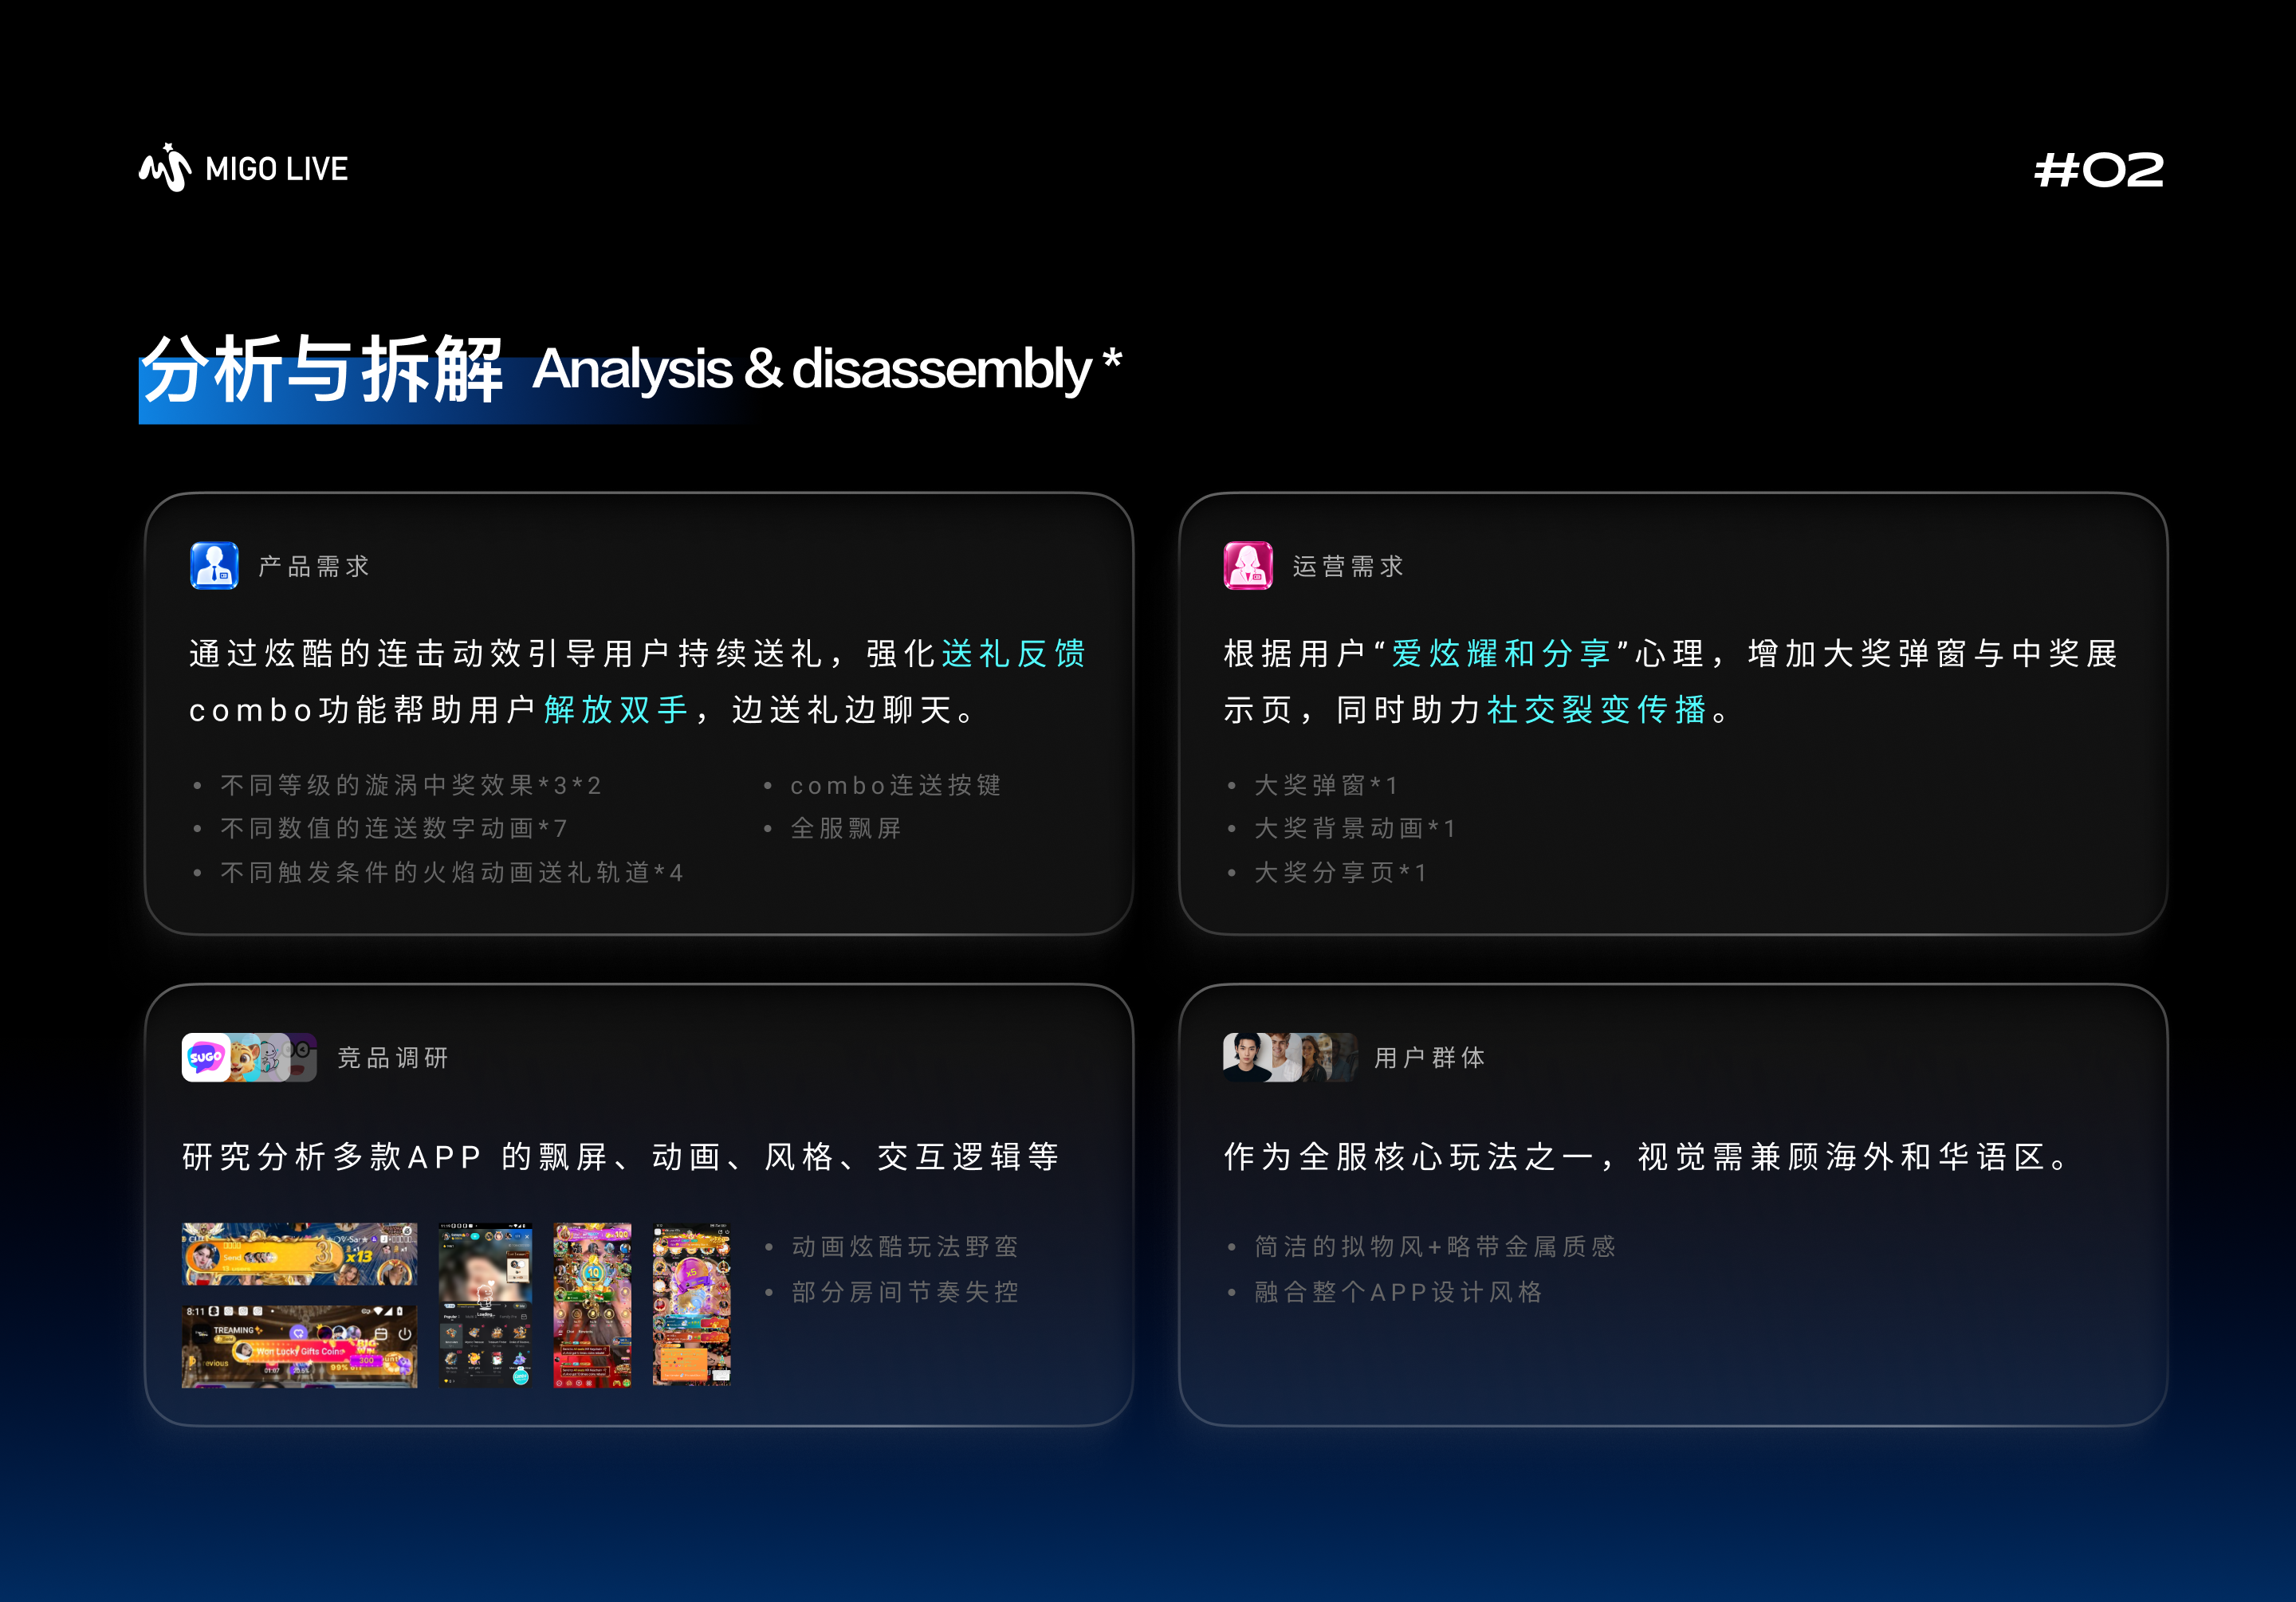 MIGO LIVE
#02
分析与拆解 Analysis & disassembly *
产品需求
通过炫酷的连击动效引导用户持续送礼，强化送礼反馈
combo功能帮助用户解放双手，边送礼边聊天。
• 不同等级的漩涡中奖效果*3*2
• 不同数值的连送数字动画*7
• 不同触发条件的火焰动画送礼轨道*4
• combo连送按键
• 全服飘屏
运营需求
根据用户“爱炫耀和分享”心理，增加大奖弹窗与中奖展
示页，同时助力社交裂变传播。
• 大奖弹窗*1
• 大奖背景动画*1
• 大奖分享页*1
SUGO
竞品调研
研究分析多款APP 的飘屏、动画、风格、交互逻辑等
Send
3
x13
8:11
TREAMING
Won Lucky Gifts Coins
300
99%
• 动画炫酷玩法野蛮
• 部分房间节奏失控
用户群体
作为全服核心玩法之一，视觉需兼顾海外和华语区。
• 简洁的拟物风+略带金属质感
• 融合整个APP设计风格